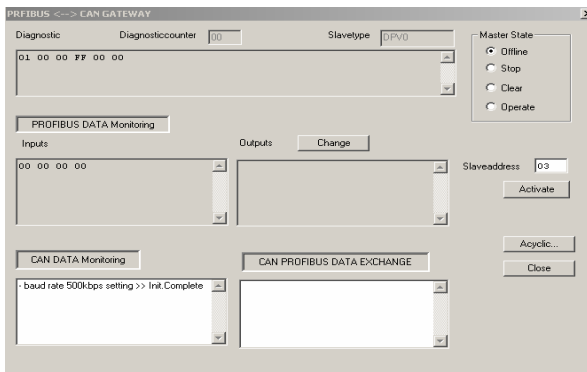 PRFIBUS <--> CAN GATEWAY
Diagnostic Diagnosticcounter 00 Slavetype DPV0
01 00 00 FF 00 00
Master State
Offline
Stop
Clear
Operate
PROFIBUS DATA Monitoring
Inputs Outputs Change
00 00 00 00
Slaveaddress 03
Activate
Acyclic...
Close
CAN DATA Monitoring CAN PROFIBUS DATA EXCHANGE
- baud rate 500kbps setting >> Init.Complete